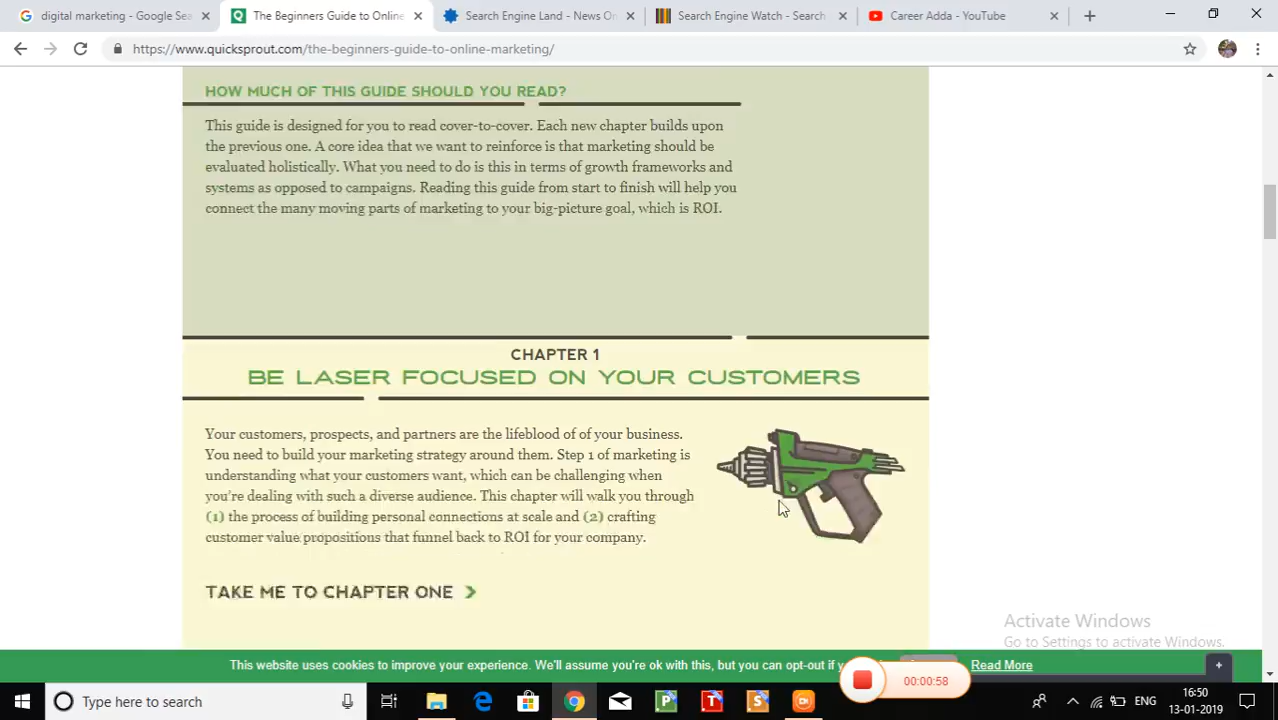 digital marketing - Google Sea
The Beginners Guide to Online
Search Engine Land - News On
Search Engine Watch - Search
Career Adda - YouTube
https://www.quicksprout.com/the-beginners-guide-to-online-marketing/
HOW MUCH OF THIS GUIDE SHOULD YOU READ?
This guide is designed for you to read cover-to-cover. Each new chapter builds upon
the previous one. A core idea that we want to reinforce is that marketing should be
evaluated holistically. What you need to do is this in terms of growth frameworks and
systems as opposed to campaigns. Reading this guide from start to finish will help you
connect the many moving parts of marketing to your big-picture goal, which is ROI.
CHAPTER 1
BE LASER FOCUSED ON YOUR CUSTOMERS
Your customers, prospects, and partners are the lifeblood of of your business.
You need to build your marketing strategy around them. Step 1 of marketing is
understanding what your customers want, which can be challenging when
you're dealing with such a diverse audience. This chapter will walk you through
(1) the process of building personal connections at scale and (2) crafting
customer value propositions that funnel back to ROI for your company.
TAKE ME TO CHAPTER ONE
Activate Windows
Go to Settings to activate Windows.
This website uses cookies to improve your experience. We'll assume you're ok with this, but you can opt-out if y
Read More
+
00:00:58
Type here to search
P
T
S
ENG
16:50
13-01-2019